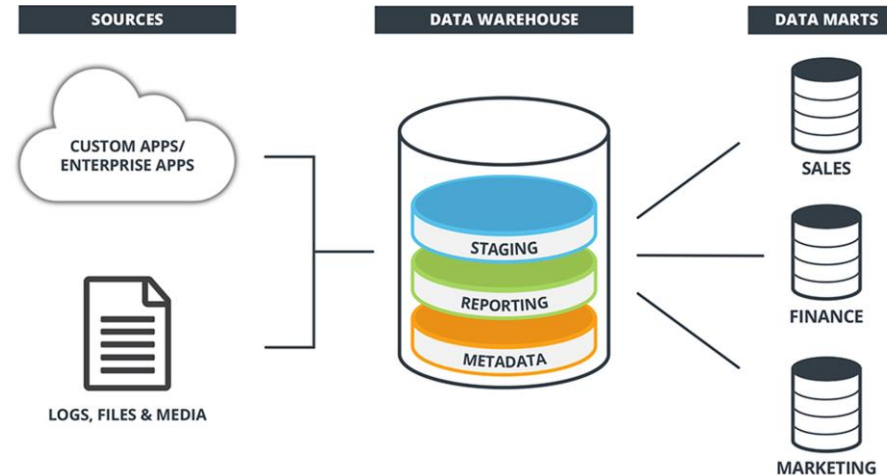 SOURCES
DATA WAREHOUSE
DATA MARTS
CUSTOM APPS/
ENTERPRISE APPS
LOGS, FILES & MEDIA
STAGING
REPORTING
METADATA
SALES
FINANCE
MARKETING